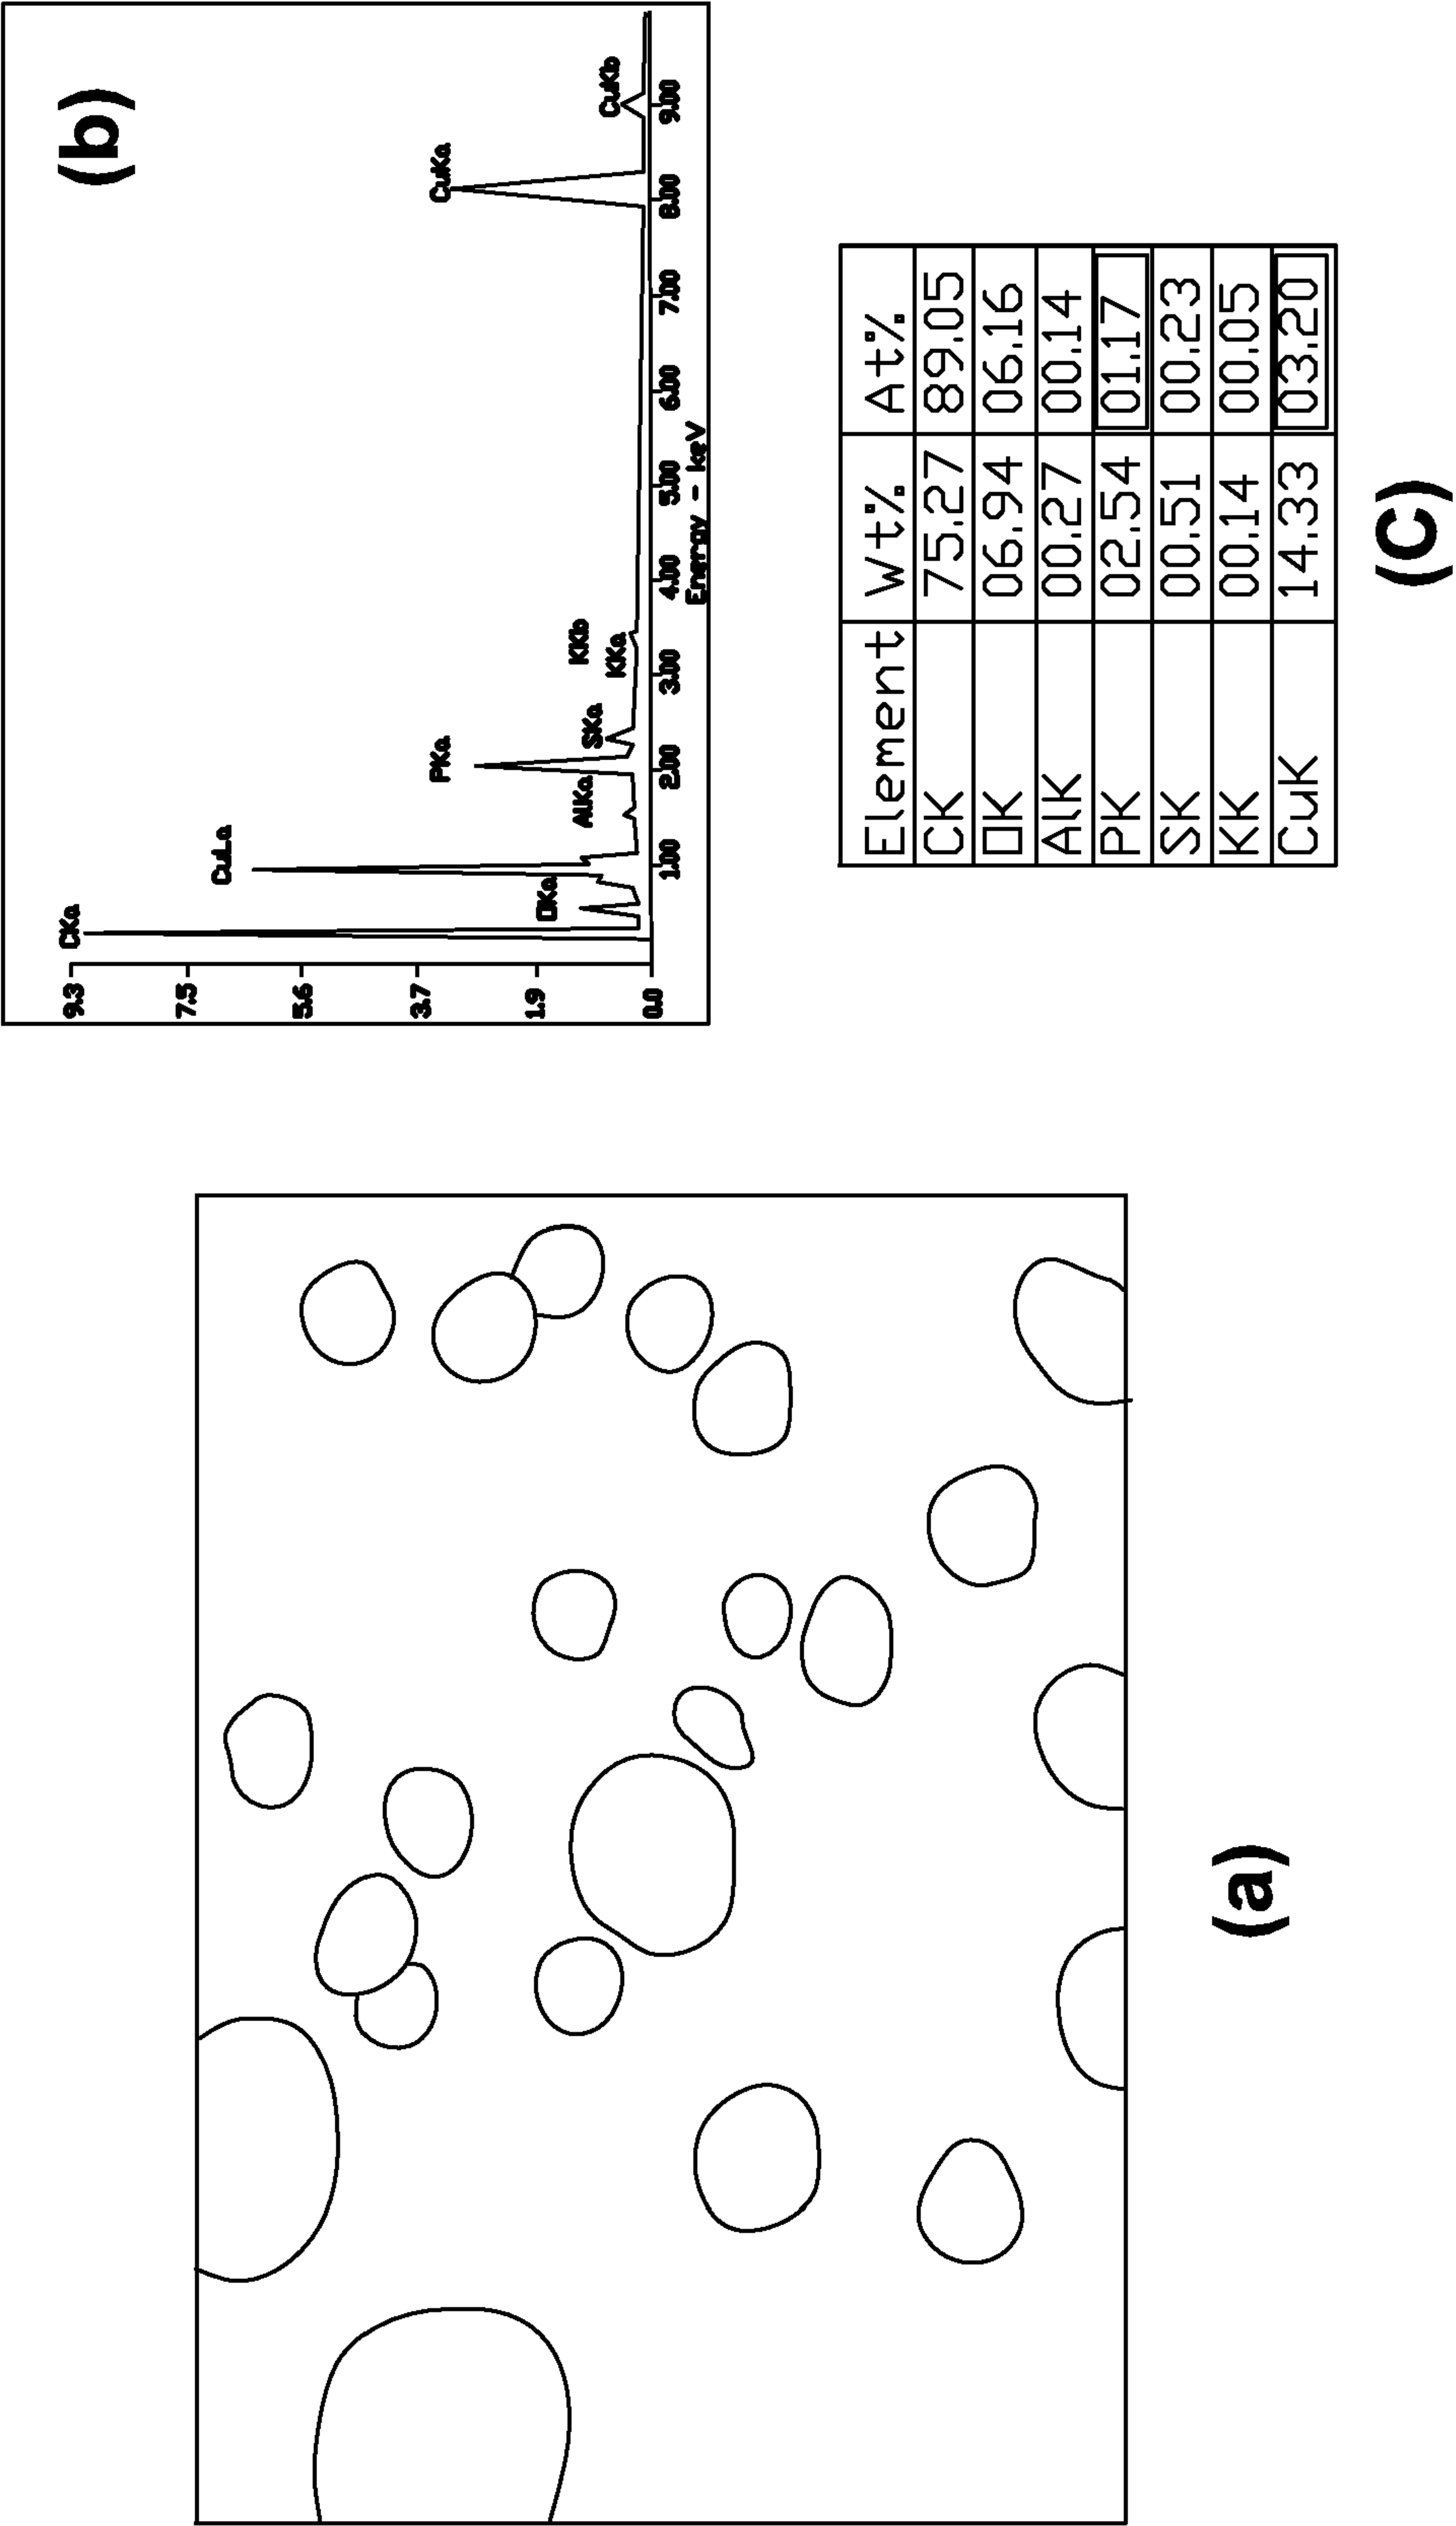 (a)
(b)
9.3
7.5
5.6
3.7
1.9
0.0
CKa
OKa
CuLa
AlKa
PKa
SKa
KKa
KKb
CuKa
CuKb
1.00 2.00 3.00 4.00 5.00 6.00 7.00 8.00 9.00
Energy - keV
Element Wt% At%
CK 75.27 89.05
OK 06.94 06.16
AlK 00.27 00.14
PK 02.54 01.17
SK 00.51 00.23
KK 00.14 00.05
CuK 14.33 03.20
(C)